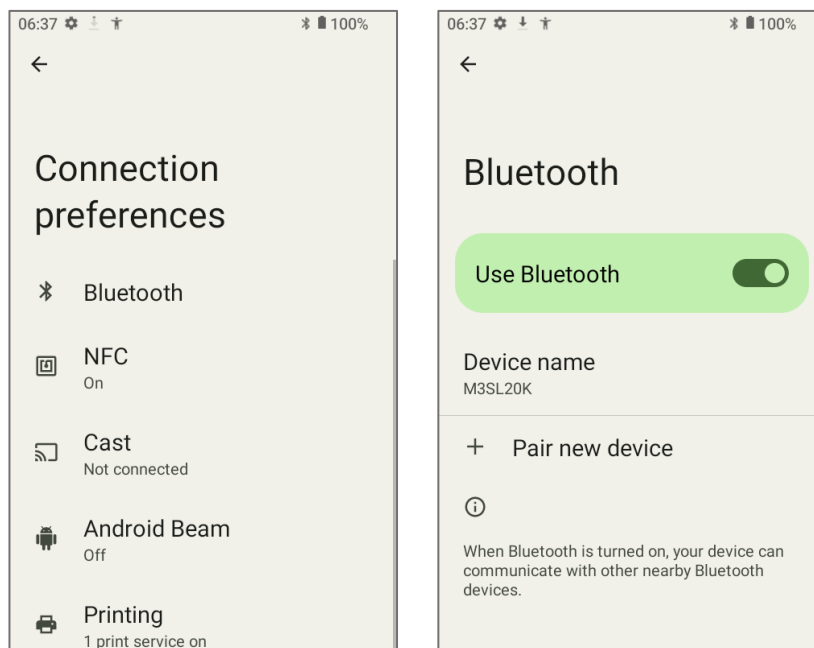 06:37 100%
Connection
preferences
Bluetooth
NFC
On
Cast
Not connected
Android Beam
Off
Printing
1 print service on
06:37 100%
Bluetooth
Use Bluetooth
Device name
M3SL20K
Pair new device
When Bluetooth is turned on, your device can
communicate with other nearby Bluetooth
devices.